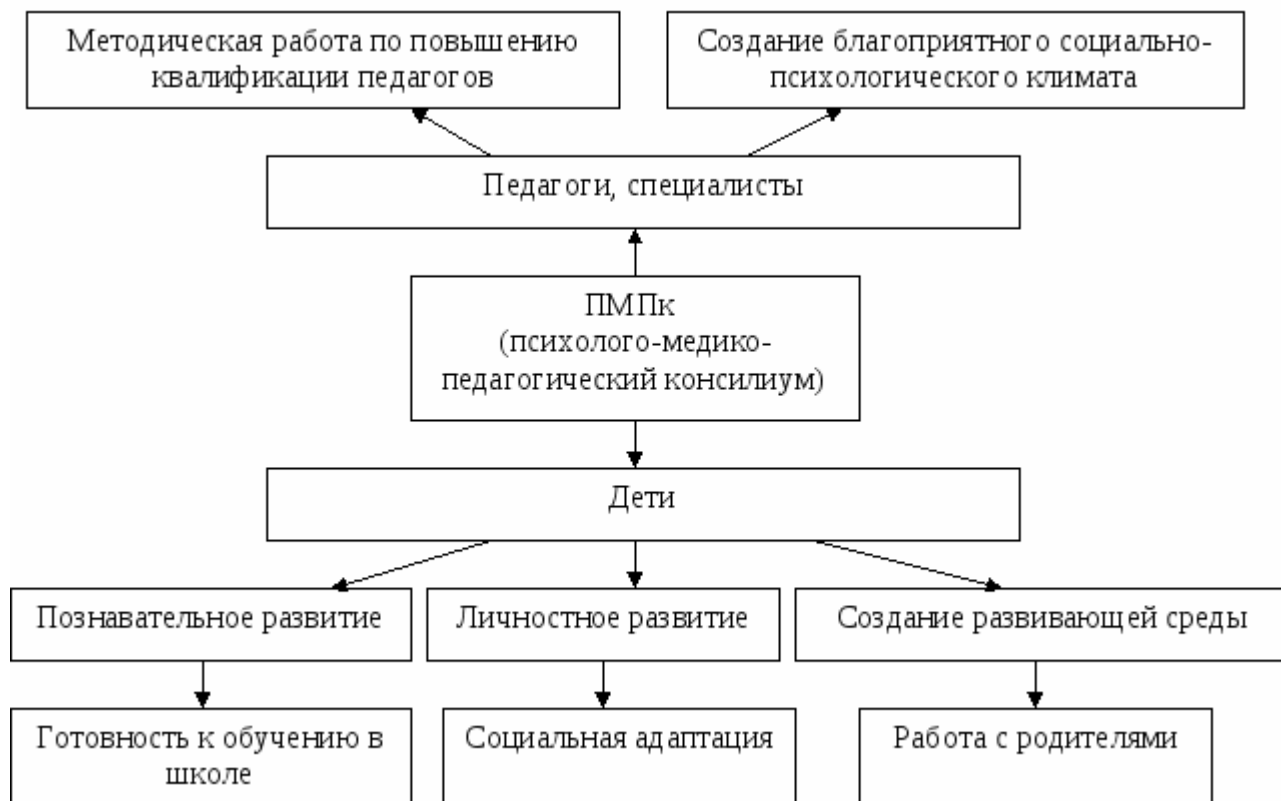 Методическая работа по повышению
квалификации педагогов
Создание благоприятного социально-
психологического климата
Педагоги, специалисты
ПМПк
(психолого-медико-
педагогический консилиум)
Дети
Познавательное развитие
Личностное развитие
Создание развивающей среды
Готовность к обучению в
школе
Социальная адаптация
Работа с родителями